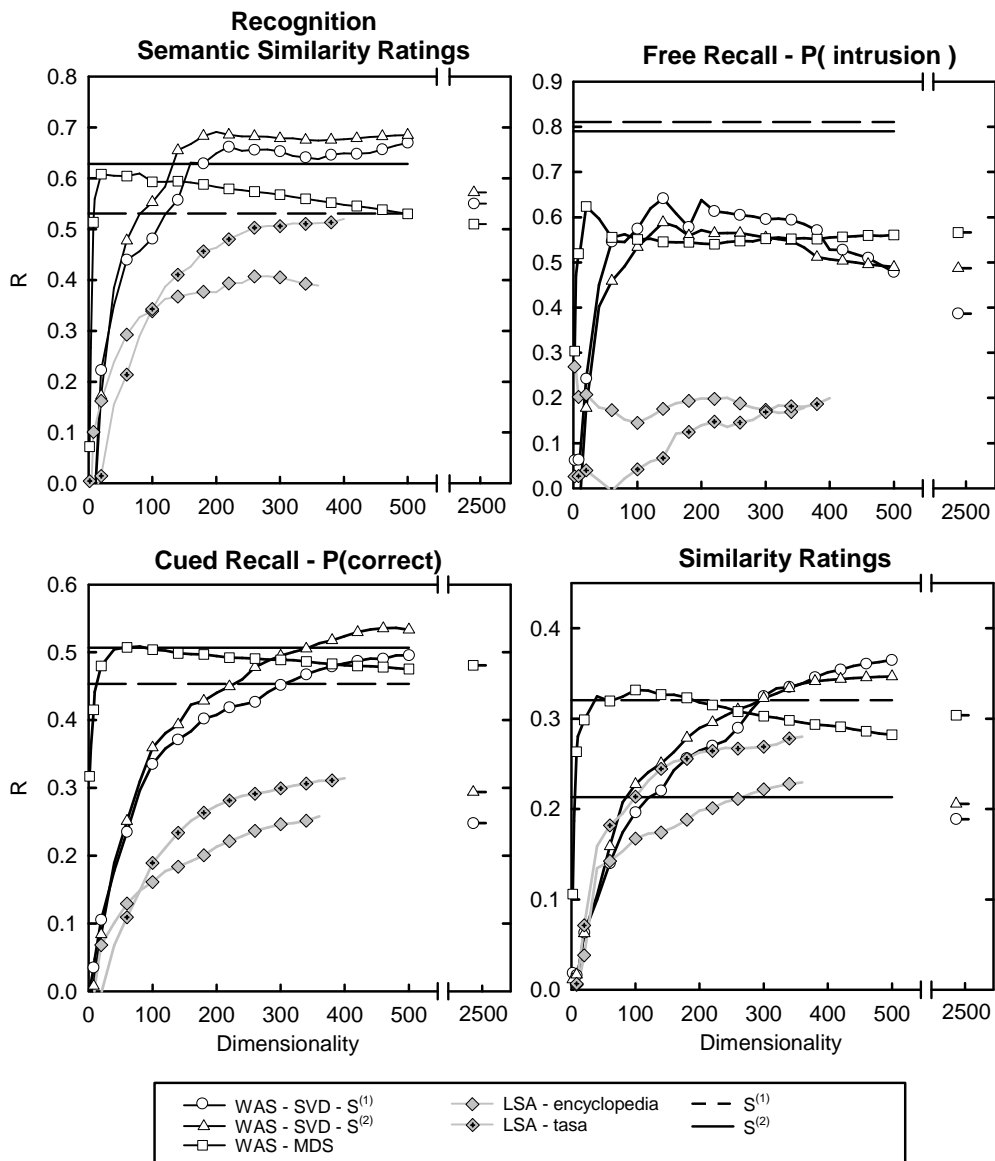 Recognition
Semantic Similarity Ratings
Free Recall - P( intrusion )
0.8
0.7
0.6
0.5
0.4
0.3
0.2
0.1
0.0
R
0 100 200 300 400 500 2500
0.9
0.8
0.7
0.6
0.5
0.4
0.3
0.2
0.1
0.0
0 100 200 300 400 500 2500
Cued Recall - P(correct)
Similarity Ratings
0.6
0.5
0.4
0.3
0.2
0.1
0.0
R
0 100 200 300 400 500 2500
Dimensionality
0.4
0.3
0.2
0.1
0.0
0 100 200 300 400 500 2500
Dimensionality
WAS - SVD - S(1)
WAS - SVD - S(2)
WAS - MDS
LSA - encyclopedia
LSA - tasa
S(1)
S(2)